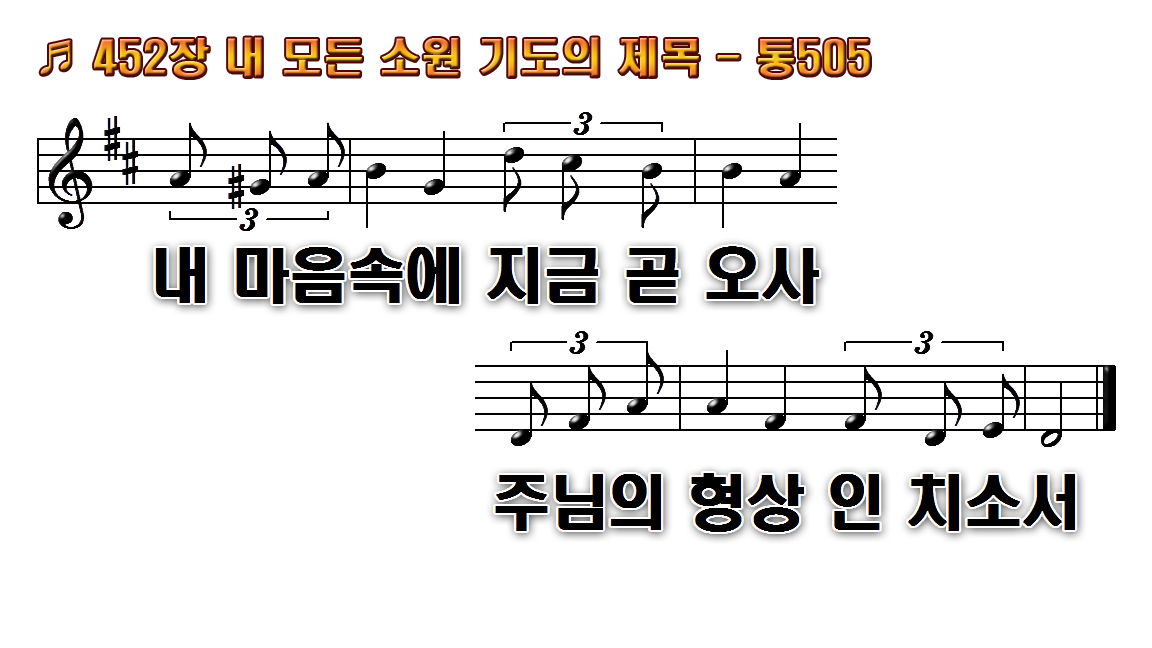 ♬ 452장 내 모든 소원 기도의 제목 - 통505
3
3
내 마음속에 지금 곧 오사
3 3
주님의 형상 인 치소서